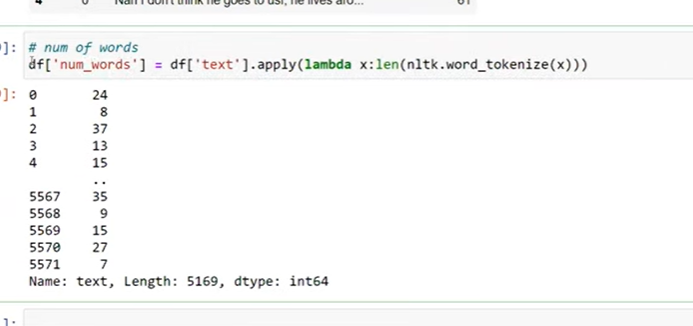 4 0 Nah I don't think he goes to usf, he lives aro... 61
]: # num of words
df['num_words'] = df['text'].apply(lambda x:len(nltk.word_tokenize(x)))
]: 0 24
1 8
2 37
3 13
4 15
..
5567 35
5568 9
5569 15
5570 27
5571 7
Name: text, Length: 5169, dtype: int64
]: